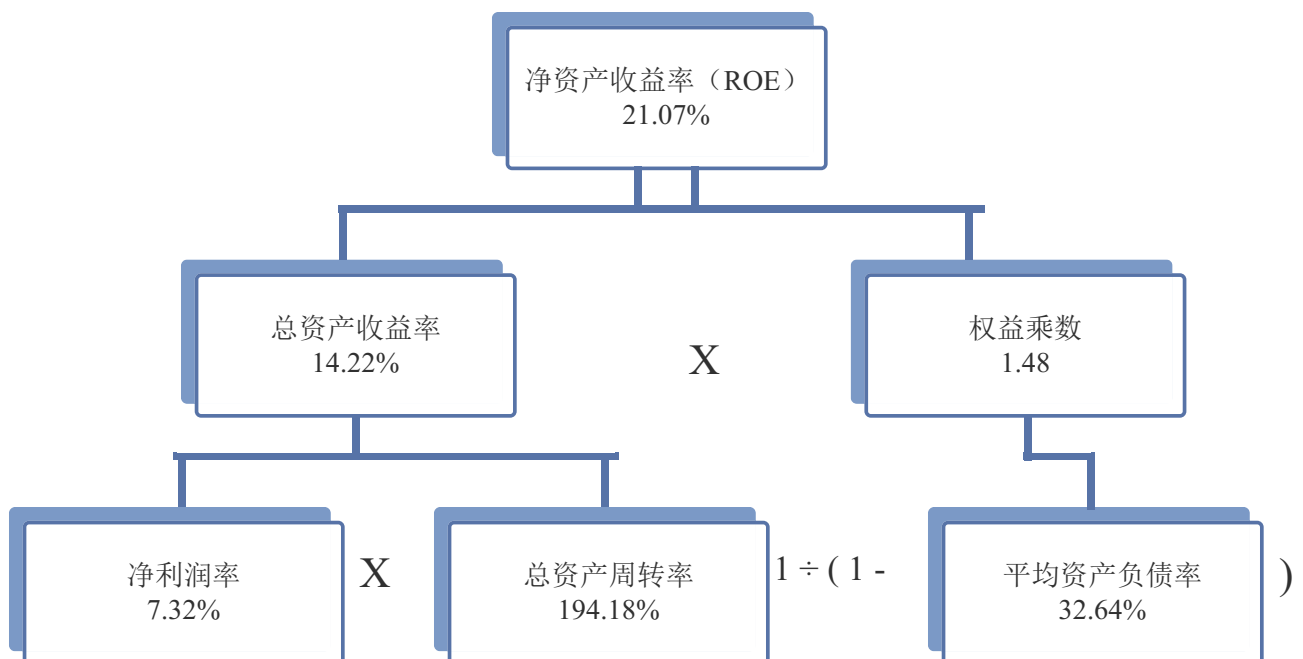 净资产收益率（ROE）
21.07%
总资产收益率
14.22%
X
权益乘数
1.48
净利润率
7.32%
X
总资产周转率
194.18%
1 ÷ ( 1 -
平均资产负债率
32.64%
)